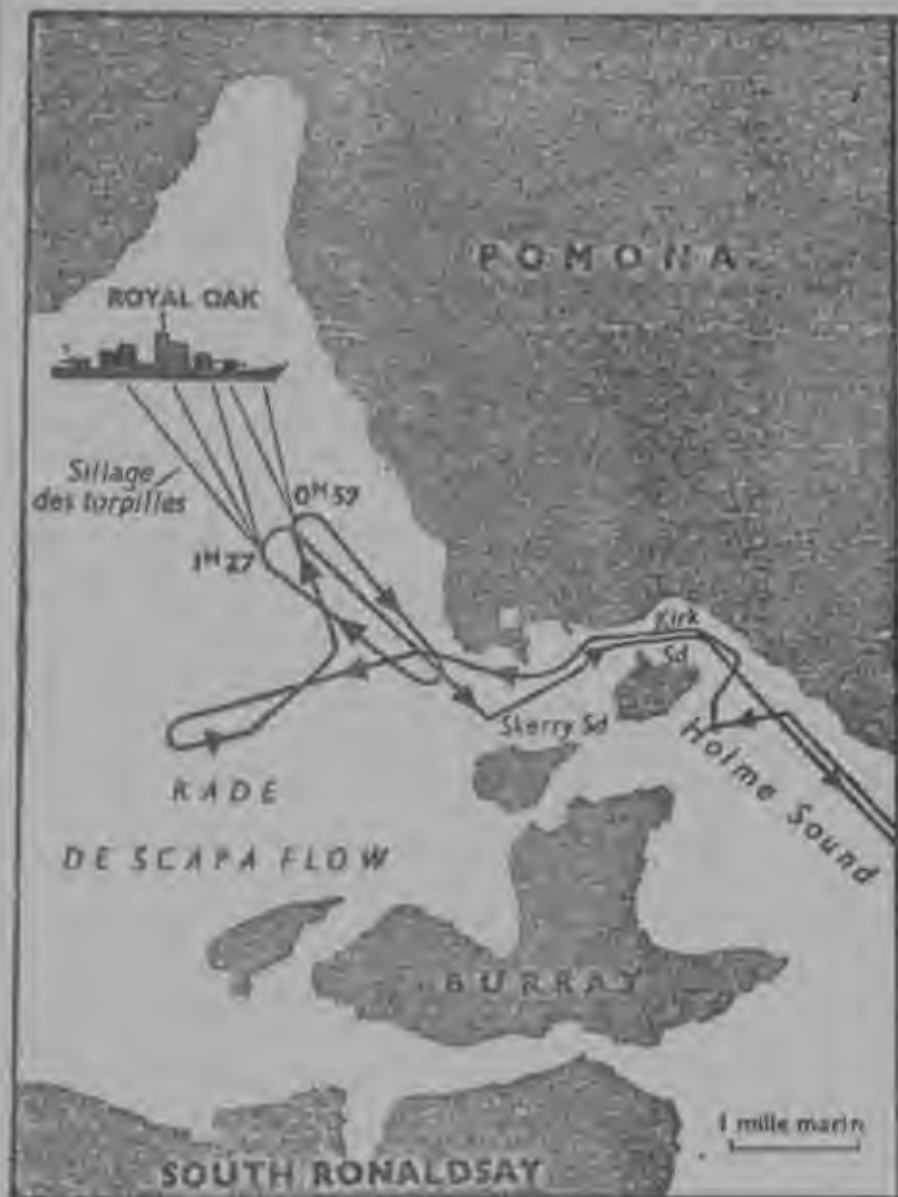 POMONA
ROYAL OAK
Sillage
des torpilles
0H 57
1H 27
Kirk
Sd
Skerry Sd
Holme Sound
RADE
DE SCAPA FLOW
BURRAY
1 mille marin
SOUTH RONALDSAY